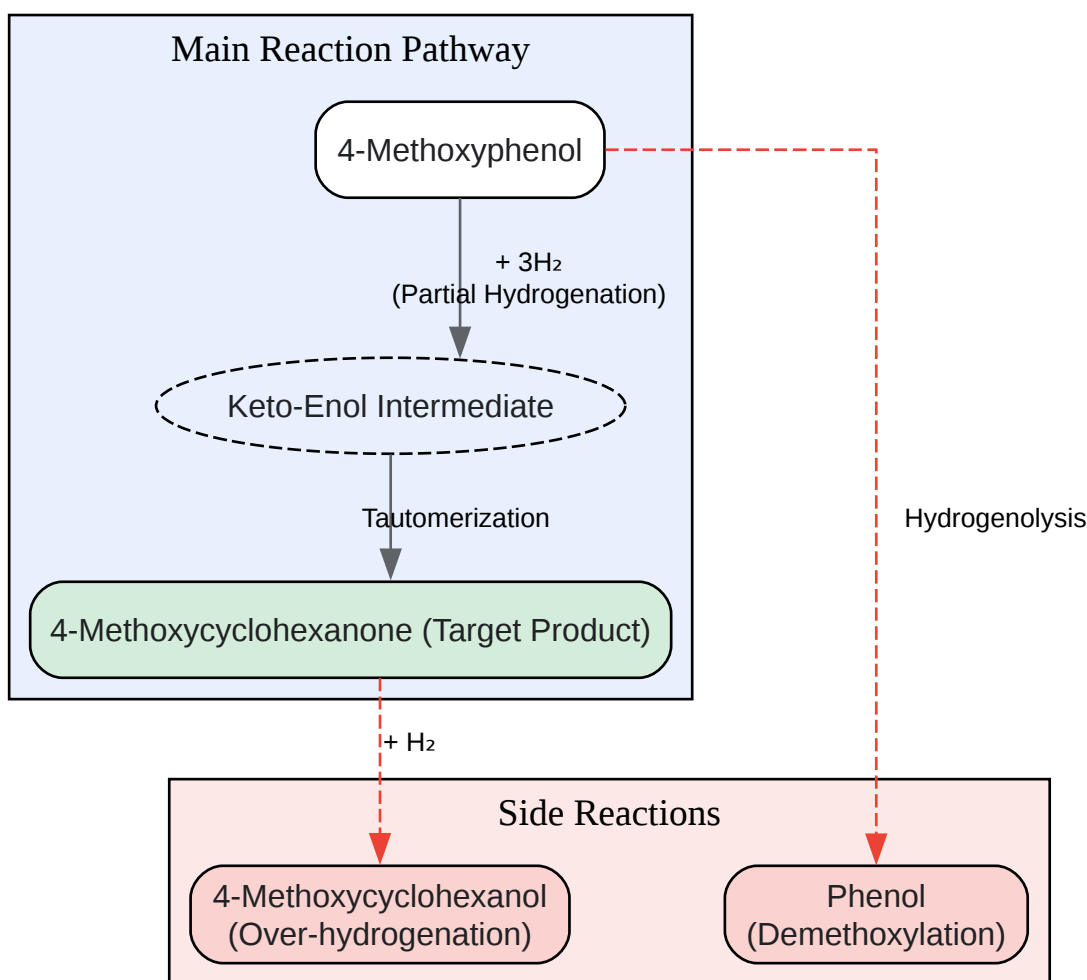 Main Reaction Pathway
4-Methoxyphenol
+ 3H₂
(Partial Hydrogenation)
Keto-Enol Intermediate
Tautomerization
Hydrogenolysis
4-Methoxycyclohexanone (Target Product)
+ H₂
Side Reactions
4-Methoxycyclohexanol
(Over-hydrogenation)
Phenol
(Demethoxylation)